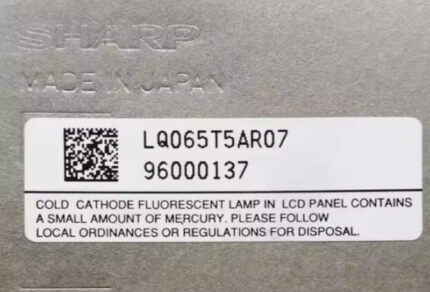 SHARP
MADE IN JAPAN
LQ065T5AR07
96000137
COLD CATHODE FLUORESCENT LAMP IN LCD PANEL CONTAINS
A SMALL AMOUNT OF MERCURY. PLEASE FOLLOW
LOCAL ORDINANCES OR REGULATIONS FOR DISPOSAL.